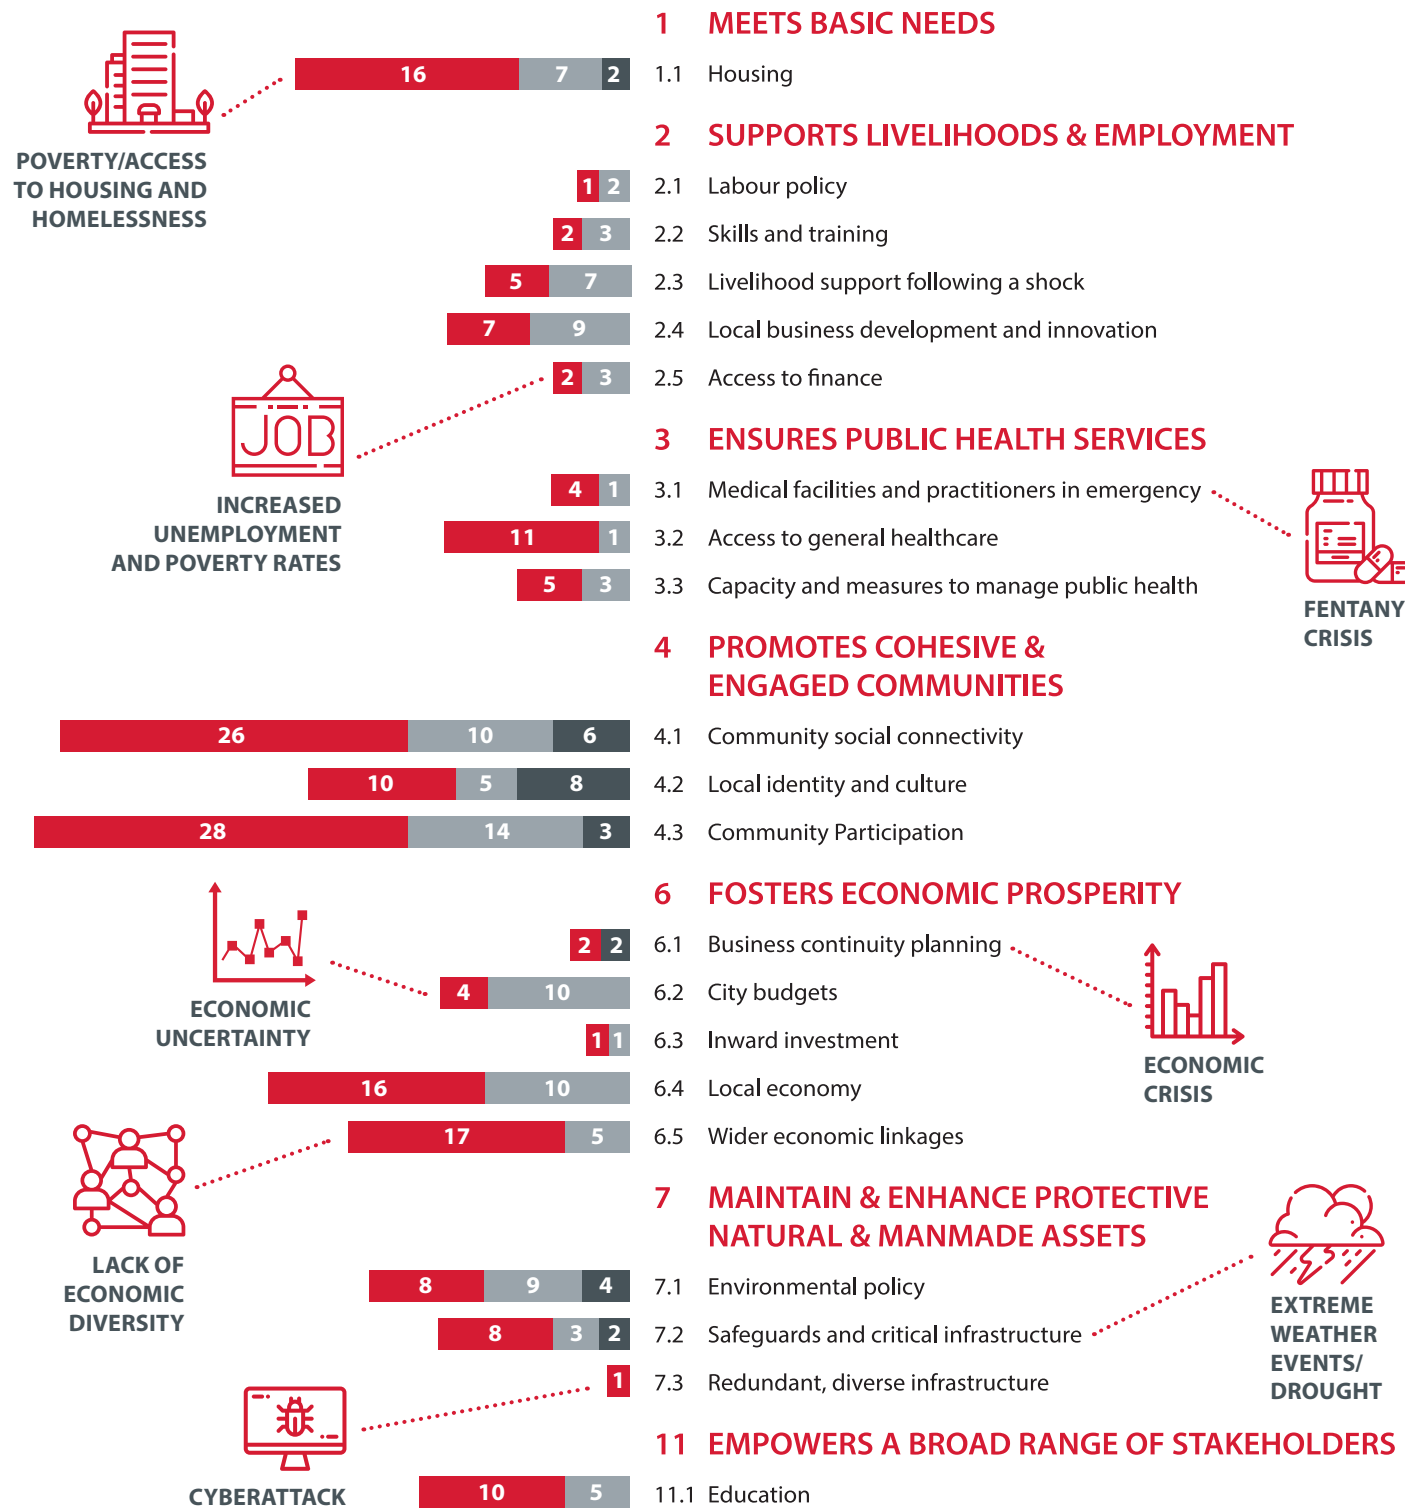 1 MEETS BASIC NEEDS
16 7 2 1.1 Housing
POVERTY/ACCESS
TO HOUSING AND
HOMELESSNESS
2 SUPPORTS LIVELIHOODS & EMPLOYMENT
1 2 2.1 Labour policy
2 3 2.2 Skills and training
5 7 2.3 Livelihood support following a shock
7 9 2.4 Local business development and innovation
2 3 2.5 Access to finance
JOB
INCREASED
UNEMPLOYMENT
AND POVERTY RATES
3 ENSURES PUBLIC HEALTH SERVICES
4 1 3.1 Medical facilities and practitioners in emergency
11 1 3.2 Access to general healthcare
5 3 3.3 Capacity and measures to manage public health
FENTANY
CRISIS
4 PROMOTES COHESIVE &
ENGAGED COMMUNITIES
26 10 6 4.1 Community social connectivity
10 5 8 4.2 Local identity and culture
28 14 3 4.3 Community Participation
6 FOSTERS ECONOMIC PROSPERITY
2 2 6.1 Business continuity planning
4 10 6.2 City budgets
1 1 6.3 Inward investment
16 10 6.4 Local economy
17 5 6.5 Wider economic linkages
ECONOMIC
UNCERTAINTY
ECONOMIC
CRISIS
LACK OF
ECONOMIC
DIVERSITY
7 MAINTAIN & ENHANCE PROTECTIVE
NATURAL & MANMADE ASSETS
8 9 4 7.1 Environmental policy
8 3 2 7.2 Safeguards and critical infrastructure
1 7.3 Redundant, diverse infrastructure
EXTREME
WEATHER
EVENTS/
DROUGHT
CYBERATTACK
11 EMPOWERS A BROAD RANGE OF STAKEHOLDERS
10 5 11.1 Education